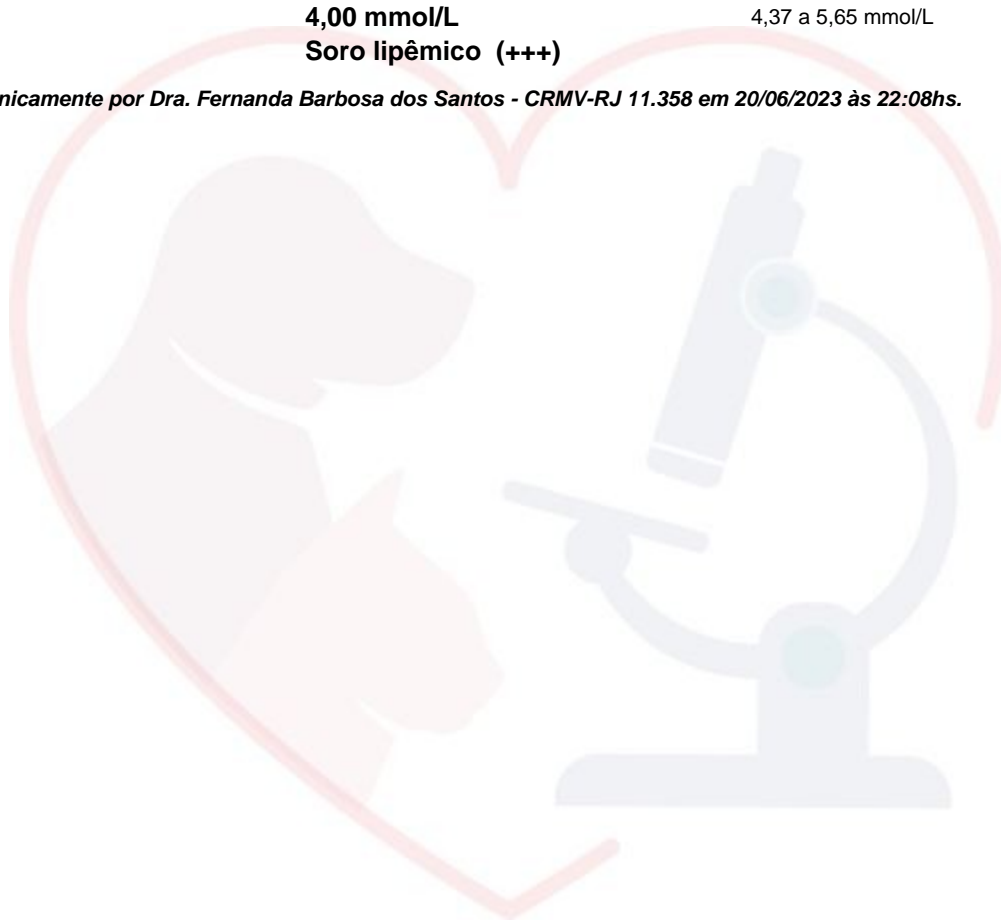 4,00 mmol/L 4,37 a 5,65 mmol/L
Soro lipêmico (+++)
nicamente por Dra. Fernanda Barbosa dos Santos - CRMV-RJ 11.358 em 20/06/2023 às 22:08hs.